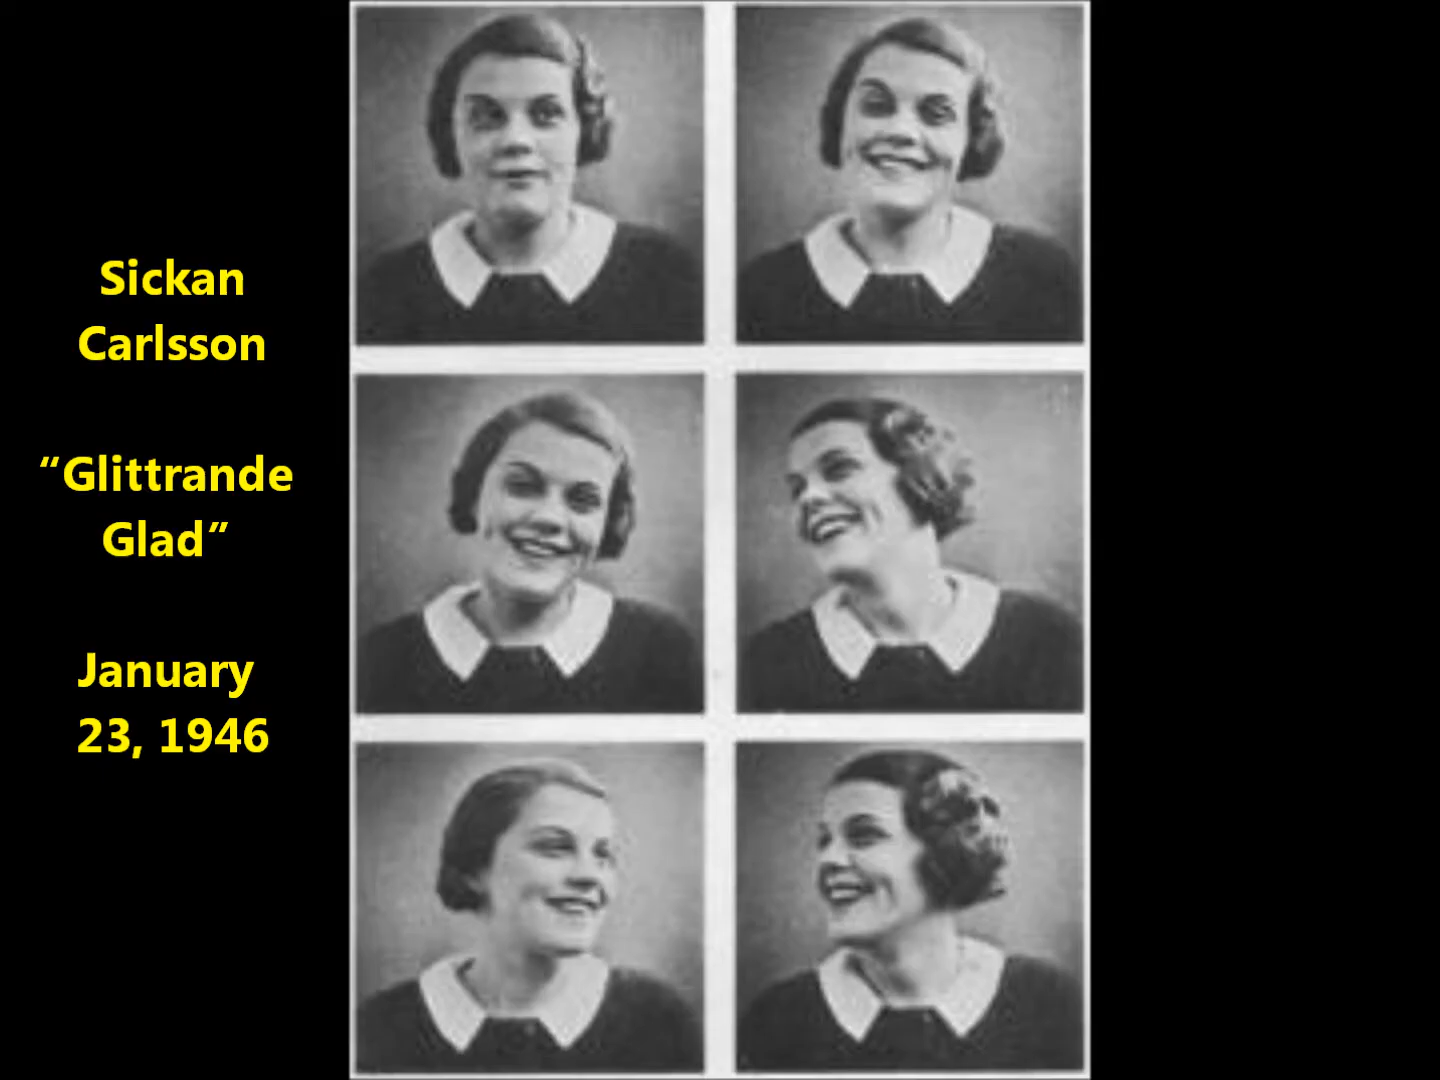 Sickan
Carlsson
“Glittrande
Glad”
January
23, 1946